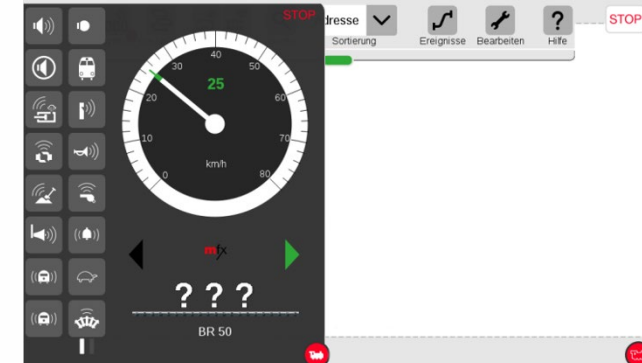 STOP
dresse
Sortierung
Ereignisse
Bearbeiten
?
Hilfe
STOP
25
0
10
20
30
40
50
60
70
80
km/h
mfx
? ? ?
BR 50